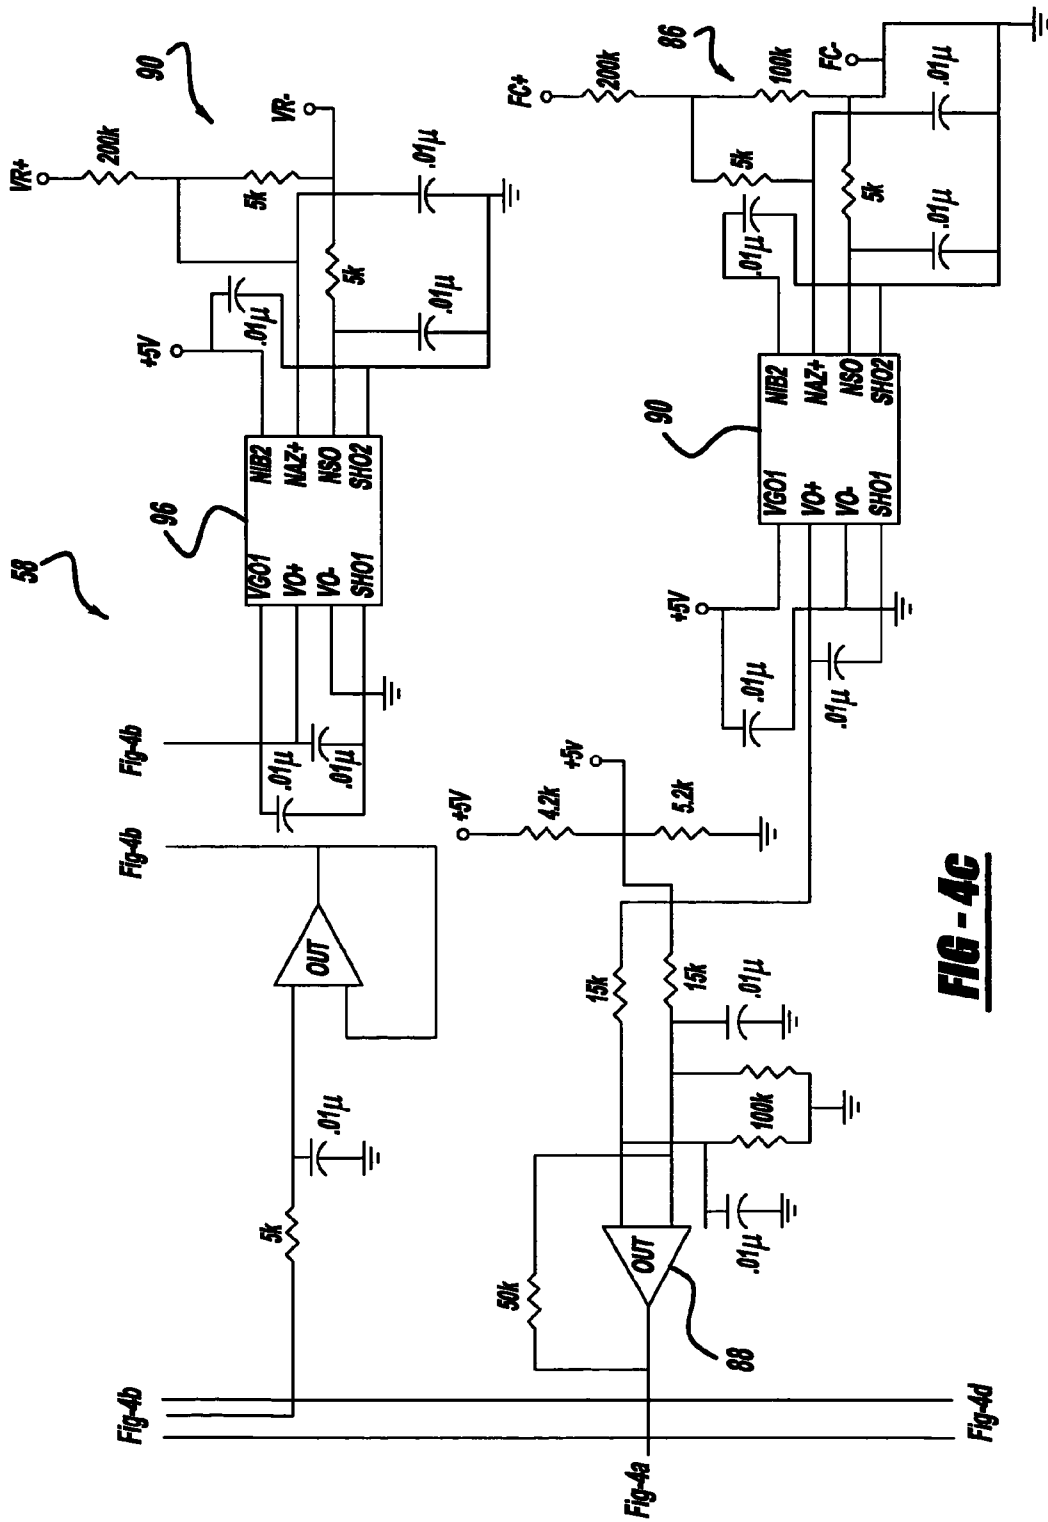 58
90
VR+
200k
5k
VR-
+5V
.01µ
5k
.01µ
.01µ
96
VGO1
VO+
VO-
SHO1
NIB2
NAZ+
NSO
SHO2
Fig-4b
.01µ
.01µ
Fig-4b
OUT
.01µ
5k
Fig-4b
86
FC+
200k
100k
FC-
5k
.01µ
5k
.01µ
.01µ
90
VGO1
VO+
VO-
SHO1
NIB2
NAZ+
NSO
SHO2
+5V
.01µ
.01µ
+5V
4.2k
5.2k
+5v
15k
15k
.01µ
100k
.01µ
50k
OUT
88
Fig-4a
Fig-4d
FIG - 4c